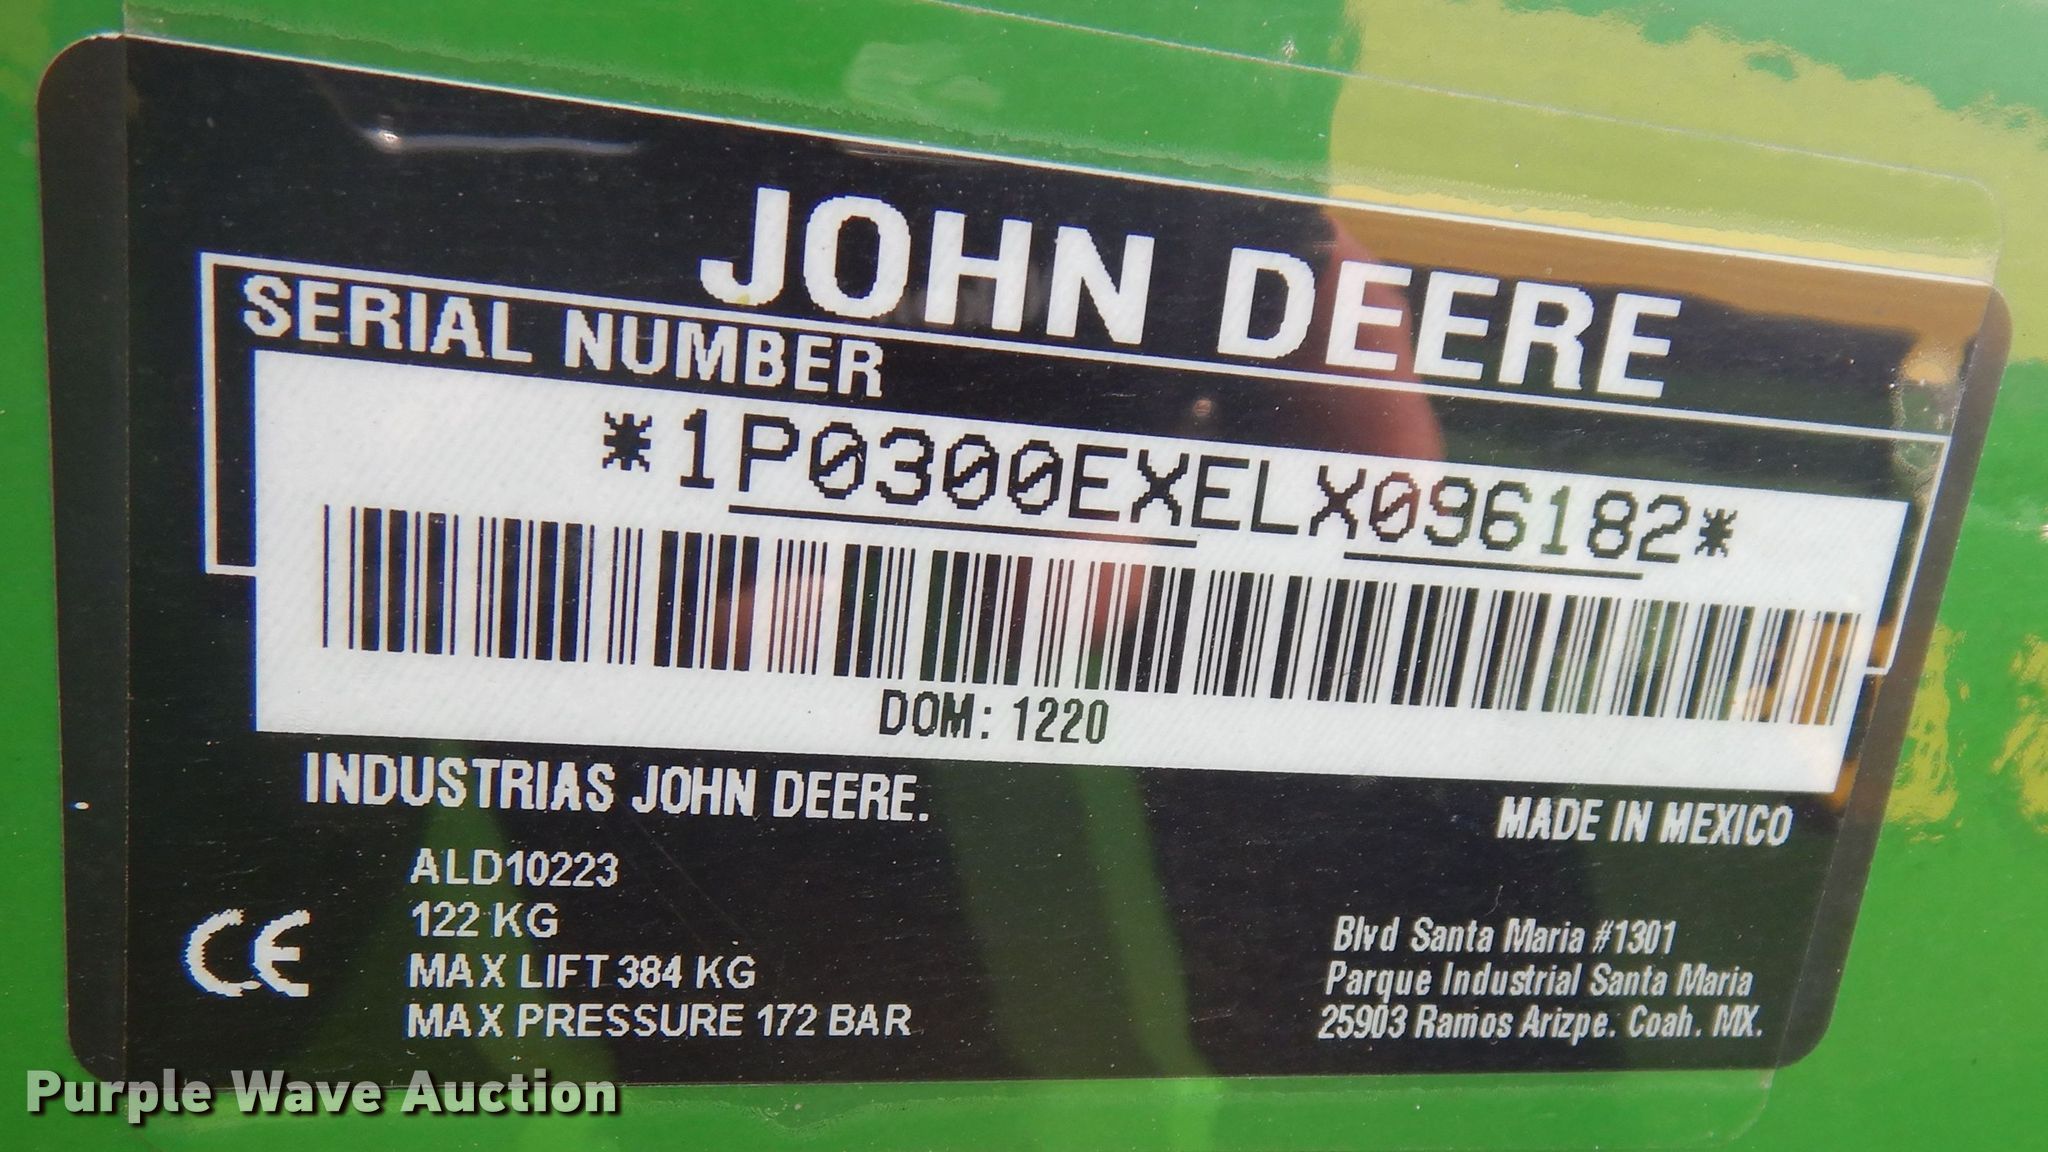 JOHN DEERE
SERIAL NUMBER
*1P0300EXELX096182*
DOM: 1220
INDUSTRIAS JOHN DEERE.
MADE IN MEXICO
ALD10223
122 KG
MAX LIFT 384 KG
MAX PRESSURE 172 BAR
CE
Blvd Santa Maria #1301
Parque Industrial Santa Maria
25903 Ramos Arizpe. Coah. MX.
Purple Wave Auction